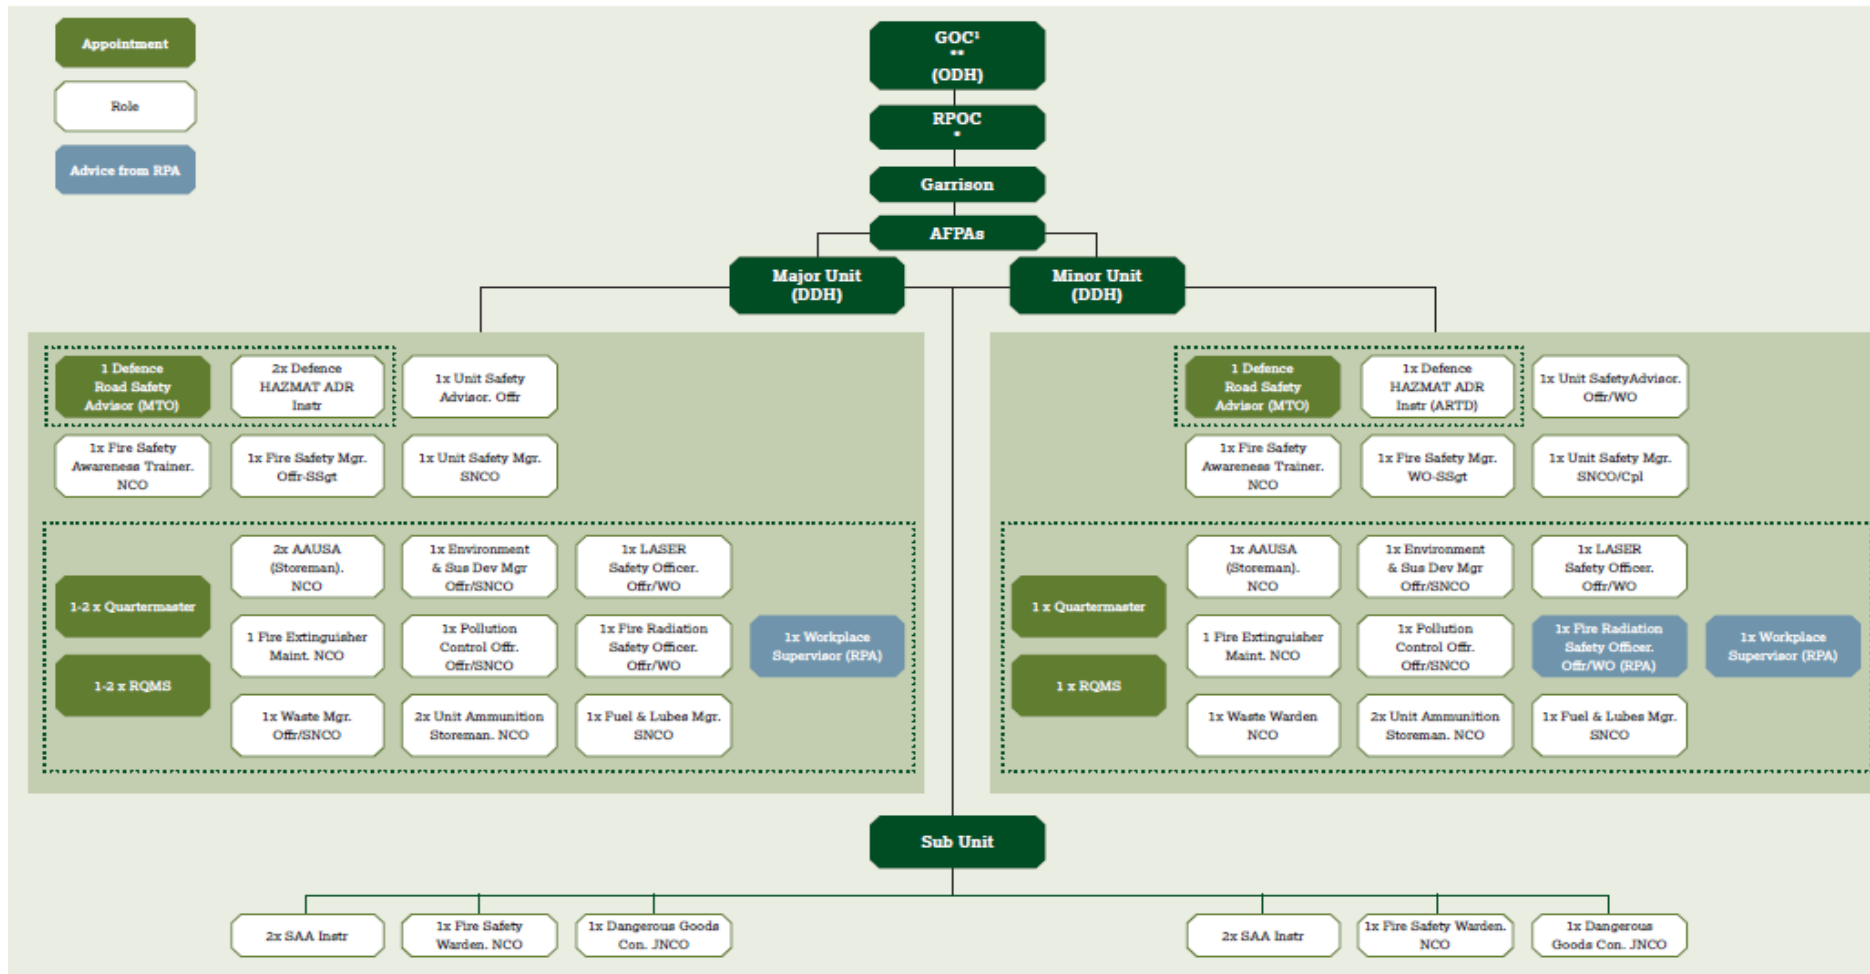 Appointment
Role
Advice from RPA
GOC¹
**
(ODH)
RPOC
*
Garrison
AFPAs
Major Unit
(DDH)
Minor Unit
(DDH)
1 Defence
Road Safety
Advisor (MTO)
2x Defence
HAZMAT ADR
Instr
1x Unit Safety
Advisor. Offr
1x Fire Safety
Awareness Trainer.
NCO
1x Fire Safety Mgr.
Offr-SSgt
1x Unit Safety Mgr.
SNCO
1-2 x Quartermaster
1-2 x RQMS
2x AAUSA
(Storeman).
NCO
1x Environment
& Sus Dev Mgr
Offr/SNCO
1x LASER
Safety Officer.
Offr/WO
1 Fire Extinguisher
Maint. NCO
1x Pollution
Control Offr.
Offr/SNCO
1x Fire Radiation
Safety Officer.
Offr/WO
1x Workplace
Supervisor (RPA)
1x Waste Mgr.
Offr/SNCO
2x Unit Ammunition
Storeman. NCO
1x Fuel & Lubes Mgr.
SNCO
1 Defence
Road Safety
Advisor (MTO)
1x Defence
HAZMAT ADR
Instr (ARTD)
1x Unit SafetyAdvisor.
Offr/WO
1x Fire Safety
Awareness Trainer.
NCO
1x Fire Safety Mgr.
WO-SSgt
1x Unit Safety Mgr.
SNCO/Cpl
1 x Quartermaster
1 x RQMS
1x AAUSA
(Storeman).
NCO
1x Environment
& Sus Dev Mgr
Offr/SNCO
1x LASER
Safety Officer.
Offr/WO
1 Fire Extinguisher
Maint. NCO
1x Pollution
Control Offr.
Offr/SNCO
1x Fire Radiation
Safety Officer.
Offr/WO (RPA)
1x Workplace
Supervisor (RPA)
1x Waste Warden
NCO
2x Unit Ammunition
Storeman. NCO
1x Fuel & Lubes Mgr.
SNCO
Sub Unit
2x SAA Instr
1x Fire Safety
Warden. NCO
1x Dangerous Goods
Con. JNCO
2x SAA Instr
1x Fire Safety Warden.
NCO
1x Dangerous
Goods Con. JNCO